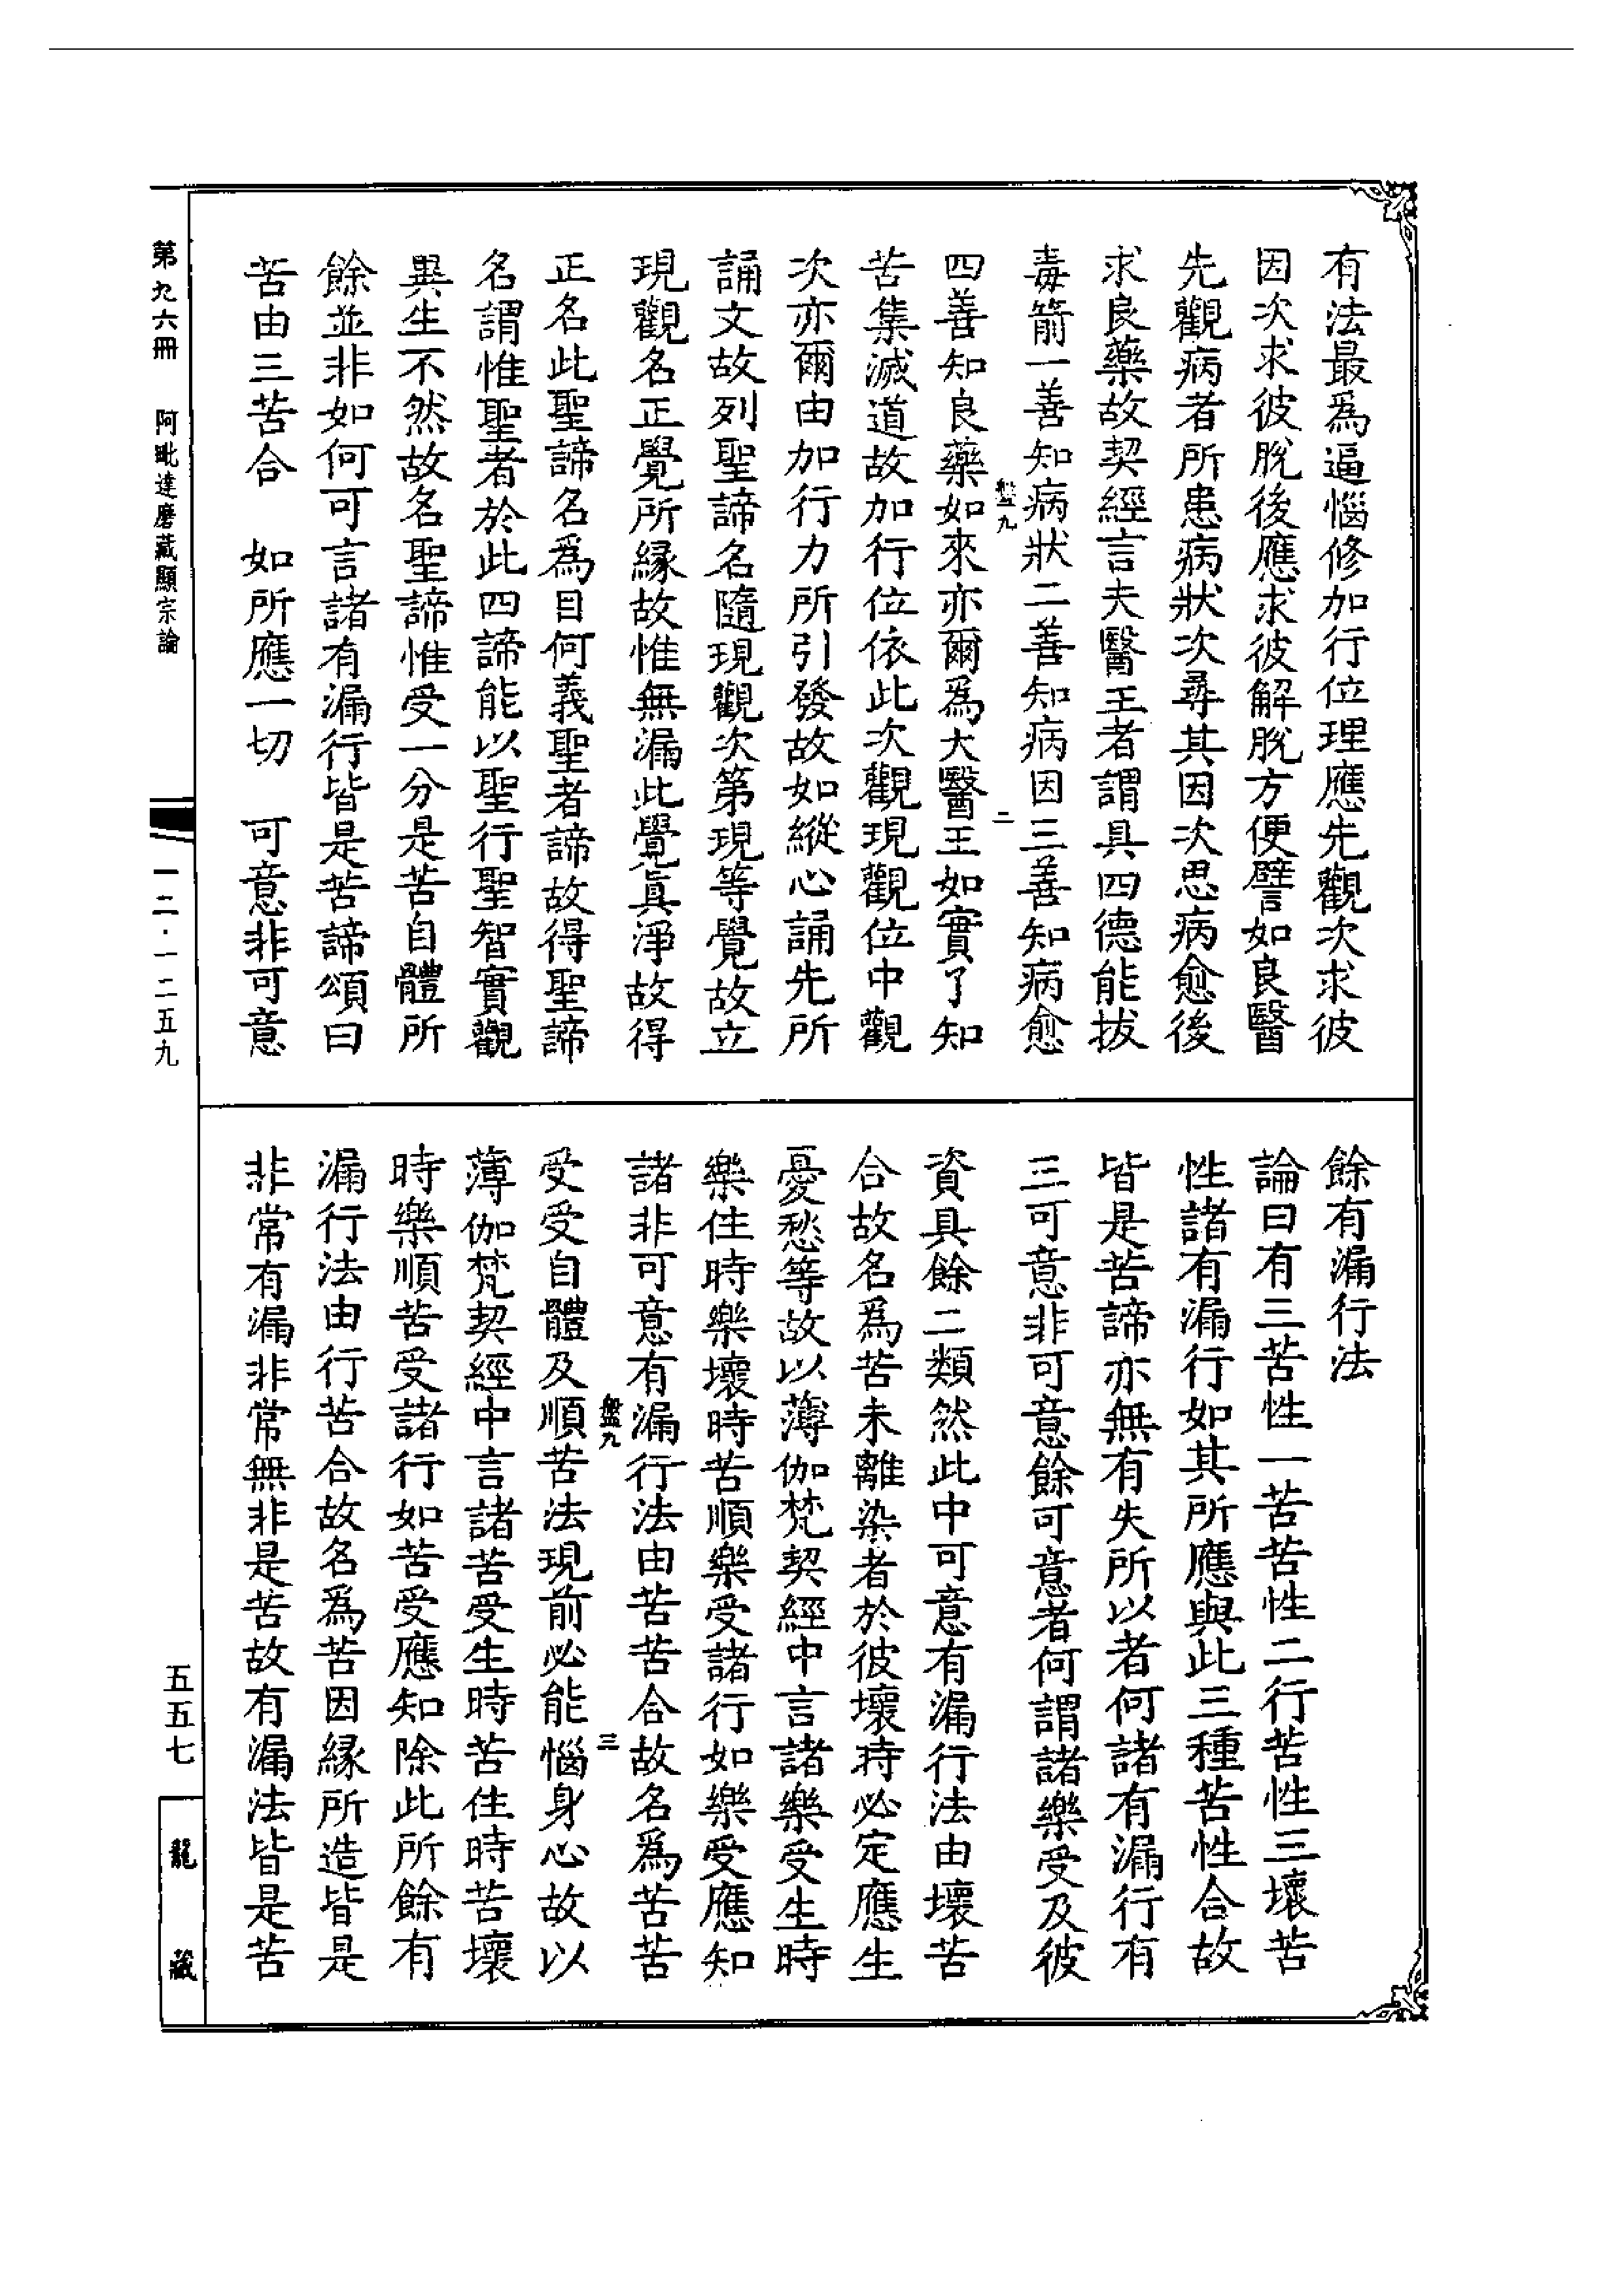 有法最爲逼惱修加行位理應先觀次求彼
因次求彼脫後應求彼解脫方便譬如良醫
先觀病者所患病狀次尋其因次思病愈後
求良藥故契經言夫醫王者謂具四德能拔
毒箭一善知病狀二善知病因三善知病愈
盤九 二
四善知良藥如來亦爾爲大醫王如實了知
苦集滅道故加行位依此次觀現觀位中觀
次亦爾由加行力所引發故如縱心誦先所
誦文故列聖諦名隨現觀次第現等覺故立
現觀名正覺所緣故惟無漏此覺眞淨故得
正名此聖諦名爲目何義聖者諦故得聖諦
名謂惟聖者於此四諦能以聖行聖智實觀
異生不然故名聖諦惟受一分是苦自體所
餘並非如何可言諸有漏行皆是苦諦頌曰
苦由三苦合 如所應一切 可意非可意
餘有漏行法
論曰有三苦性一苦苦性二行苦性三壞苦
性諸有漏行如其所應與此三種苦性合故
皆是苦諦亦無有失所以者何諸有漏行有
三可意非可意餘可意者何謂諸樂受及彼
資具餘二類然此中可意有漏行法由壞苦
合故名爲苦未離染者於彼壞時必定應生
憂愁等故以薄伽梵契經中言諸樂受生時
樂住時樂壞時苦順樂受諸行如樂受應知
諸非可意有漏行法由苦苦合故名爲苦苦
盤九 三
受受自體及順苦法現前必能惱身心故以
薄伽梵契經中言諸苦受生時苦住時苦壞
時樂順苦受諸行如苦受應知除此所餘有
漏行法由行苦合故名爲苦因緣所造皆是
非常有漏非常無非是苦故有漏法皆是苦
第九六冊 阿毗達磨藏顯宗論
一二·一二五九
五五七
龍藏